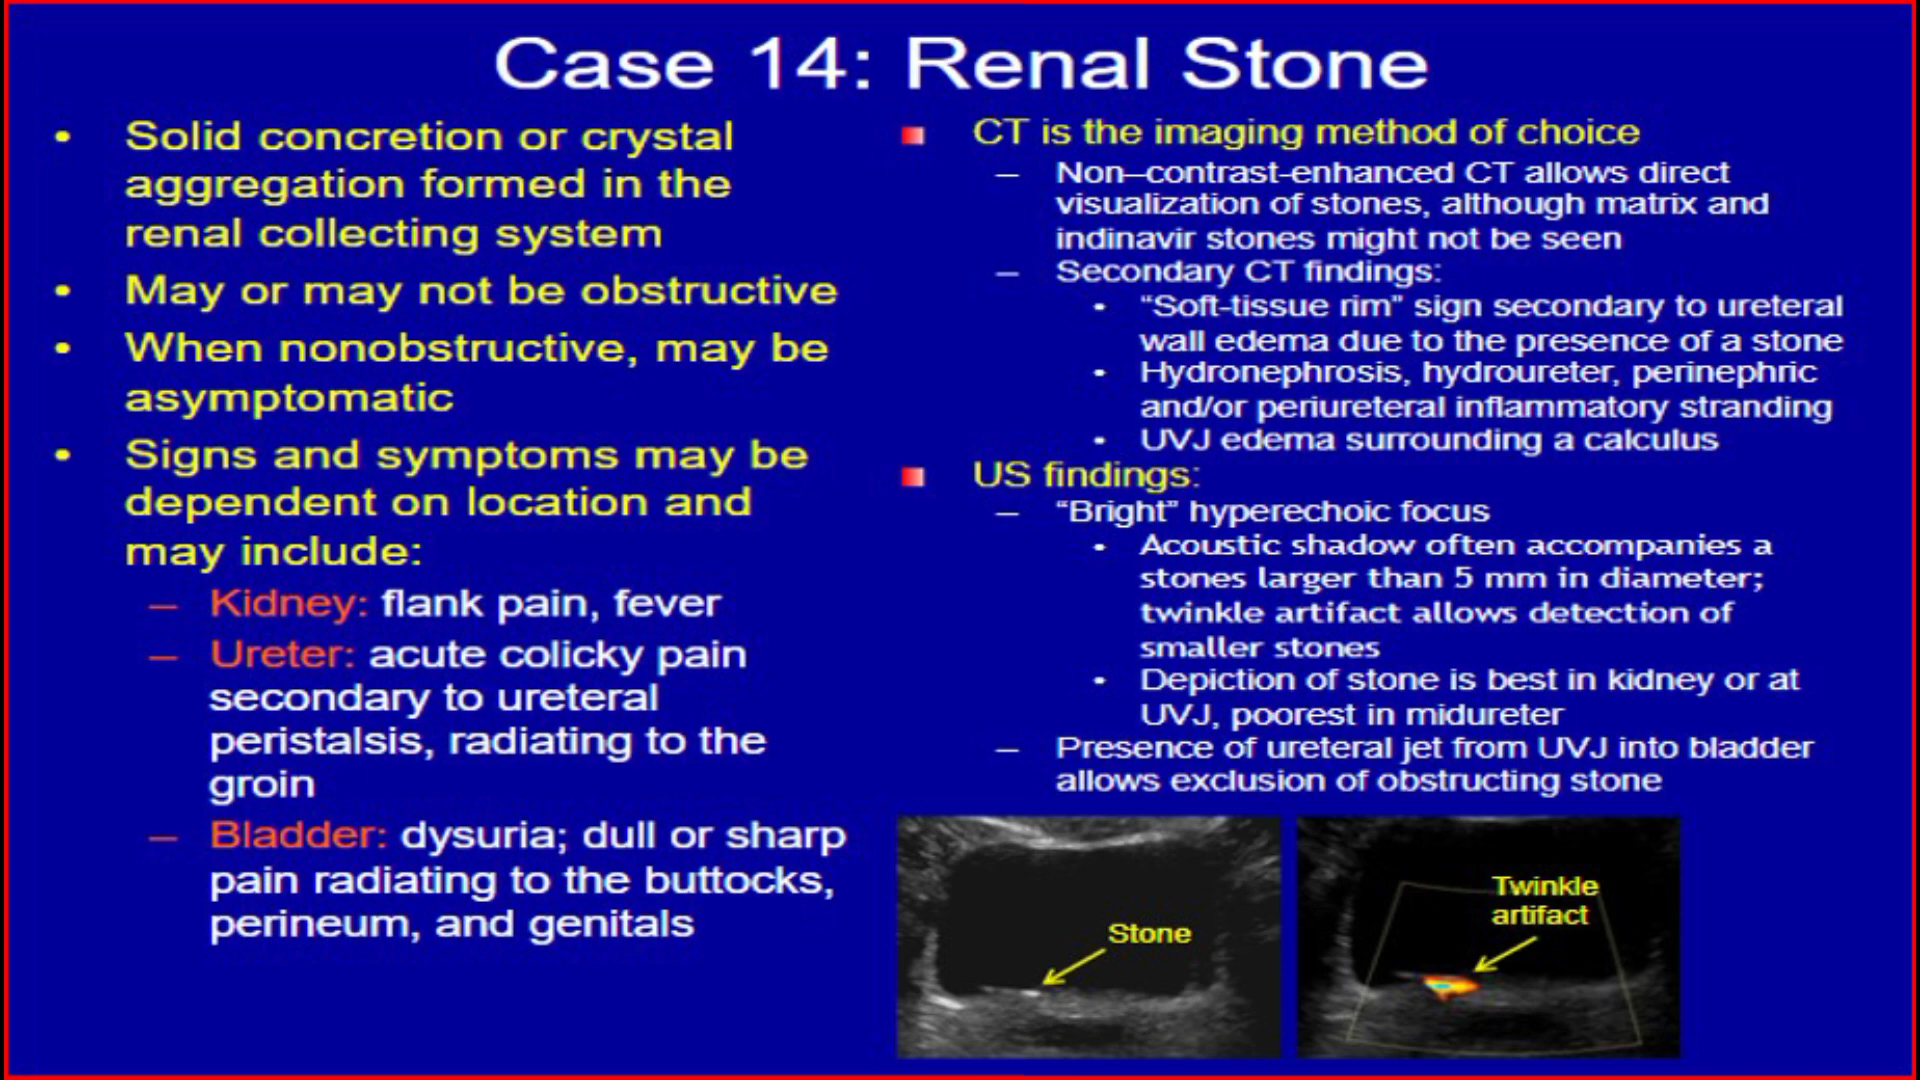 Case 14: Renal Stone
• Solid concretion or crystal
aggregation formed in the
renal collecting system
• May or may not be obstructive
• When nonobstructive, may be
asymptomatic
• Signs and symptoms may be
dependent on location and
may include:
– Kidney: flank pain, fever
– Ureter: acute colicky pain
secondary to ureteral
peristalsis, radiating to the
groin
– Bladder: dysuria; dull or sharp
pain radiating to the buttocks,
perineum, and genitals
CT is the imaging method of choice
– Non–contrast-enhanced CT allows direct
visualization of stones, although matrix and
indinavir stones might not be seen
– Secondary CT findings:
• “Soft-tissue rim” sign secondary to ureteral
wall edema due to the presence of a stone
• Hydronephrosis, hydroureter, perinephric
and/or periureteral inflammatory stranding
• UVJ edema surrounding a calculus
US findings:
– “Bright” hyperechoic focus
• Acoustic shadow often accompanies a
stones larger than 5 mm in diameter;
twinkle artifact allows detection of
smaller stones
• Depiction of stone is best in kidney or at
UVJ, poorest in midureter
– Presence of ureteral jet from UVJ into bladder
allows exclusion of obstructing stone
Stone
Twinkle
artifact